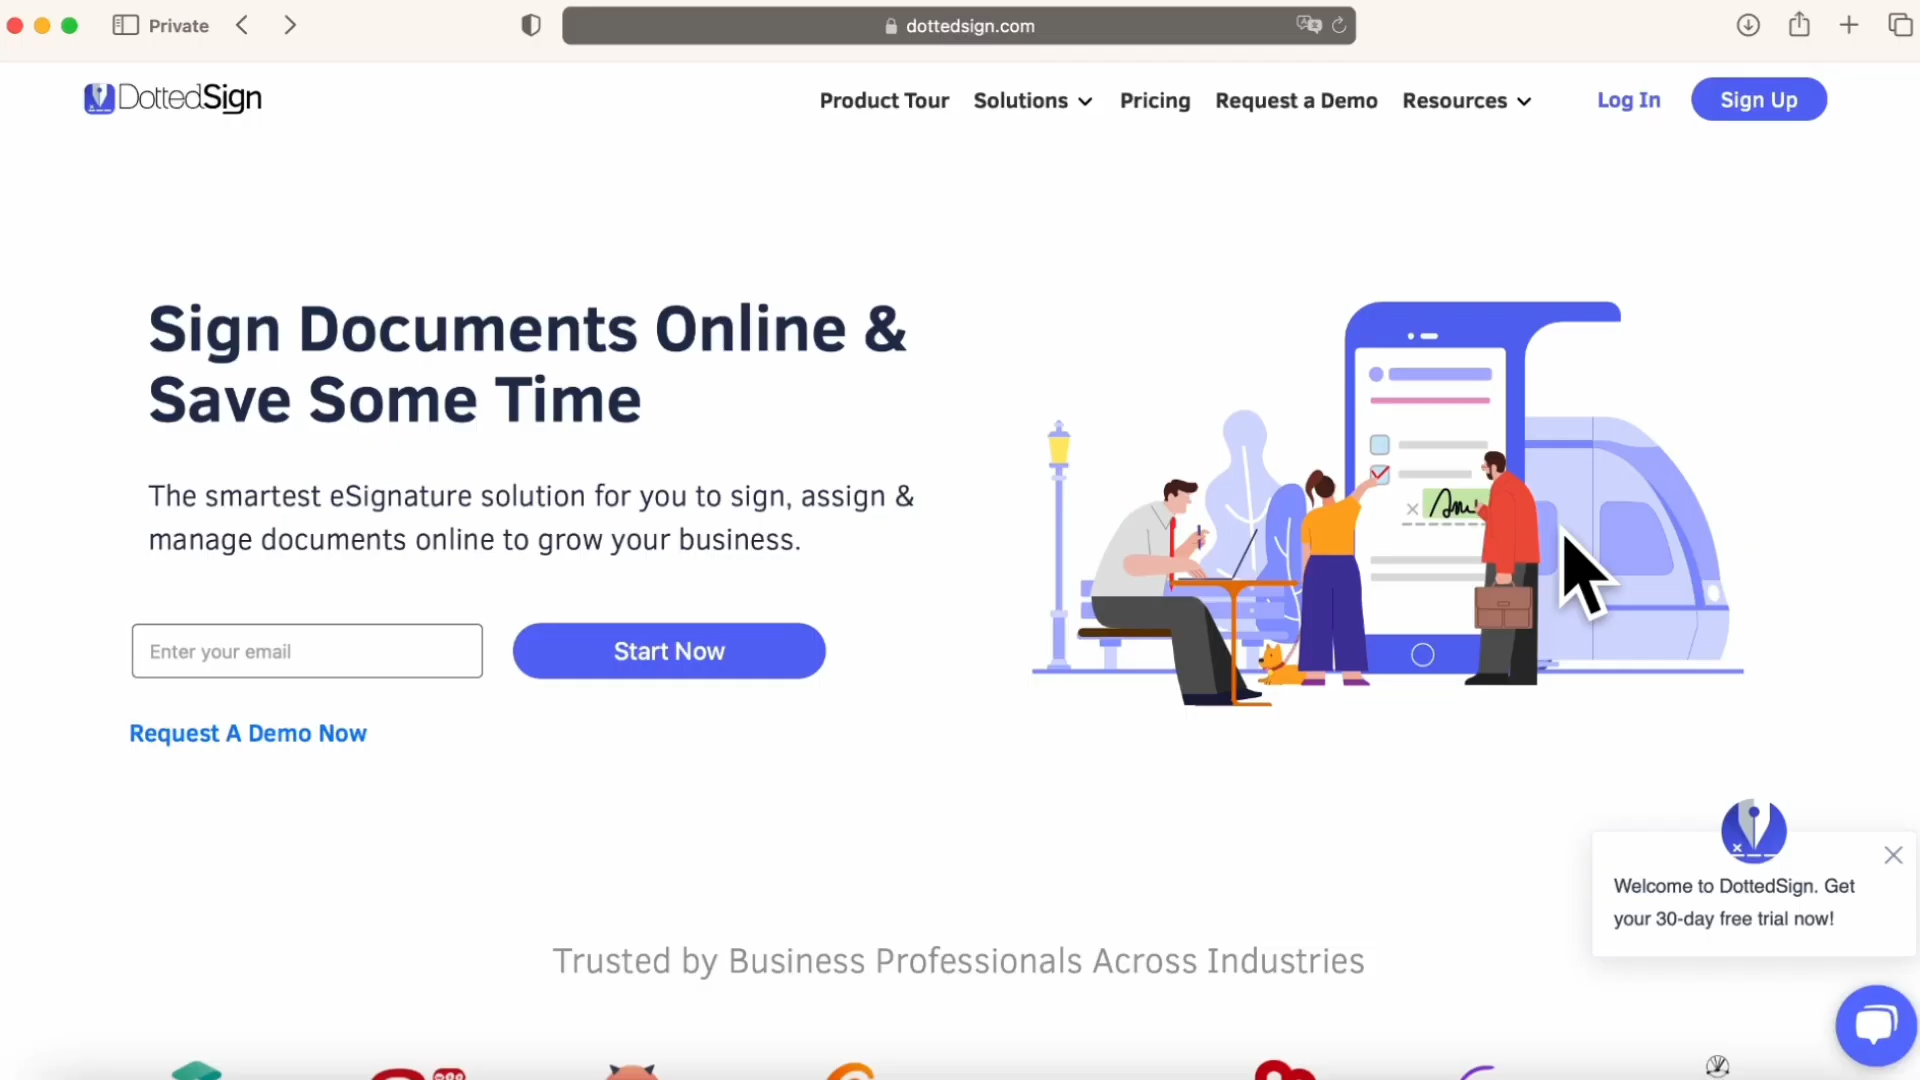 Private
dottedsign.com
DottedSign
Product Tour
Solutions
Pricing
Request a Demo
Resources
Log In
Sign Up
Sign Documents Online &
Save Some Time
The smartest eSignature solution for you to sign, assign &
manage documents online to grow your business.
Enter your email
Start Now
Request A Demo Now
Welcome to DottedSign. Get
your 30-day free trial now!
Trusted by Business Professionals Across Industries